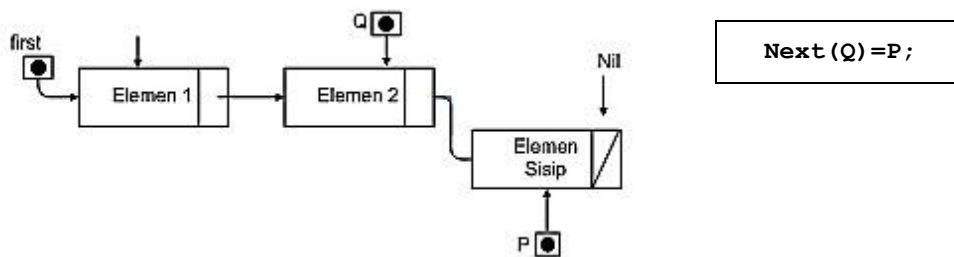 Q
first
Nil
Next(Q)=P;
Elemen 1
Elemen 2
Elemen
Sisip
P